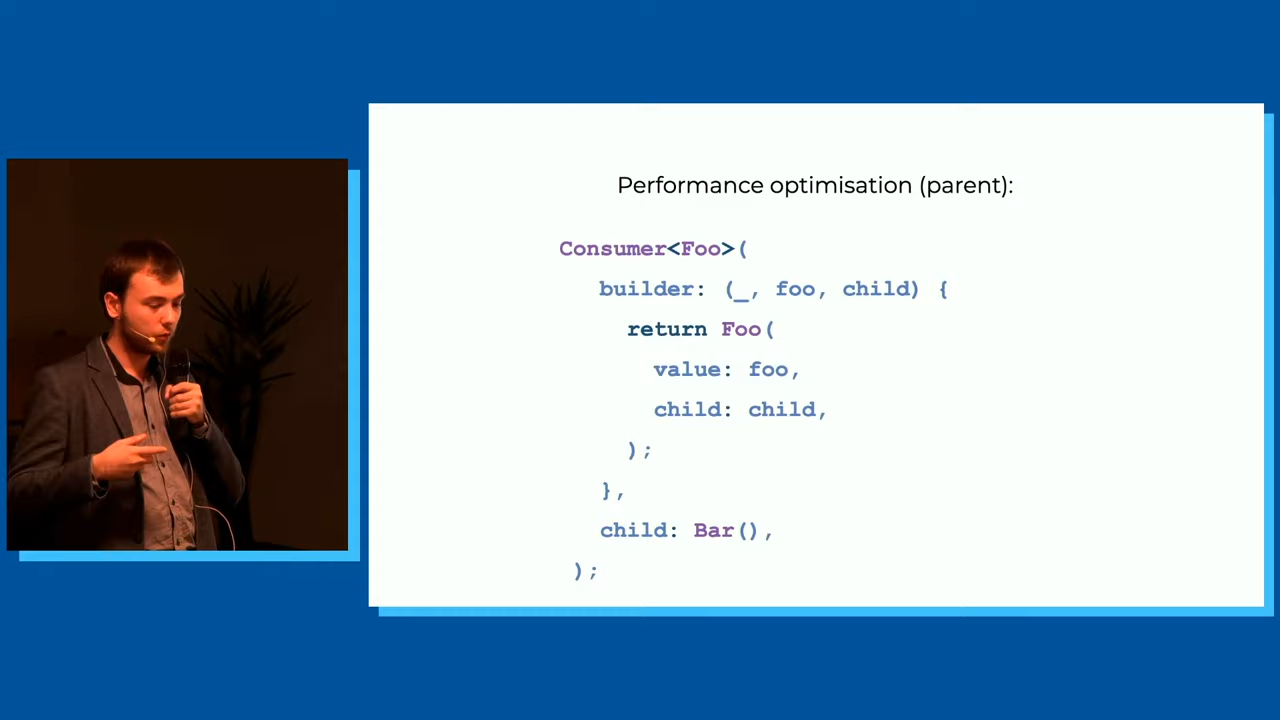 Performance optimisation (parent):
Consumer<Foo>(
builder: (_, foo, child) {
return Foo(
value: foo,
child: child,
);
},
child: Bar(),
);